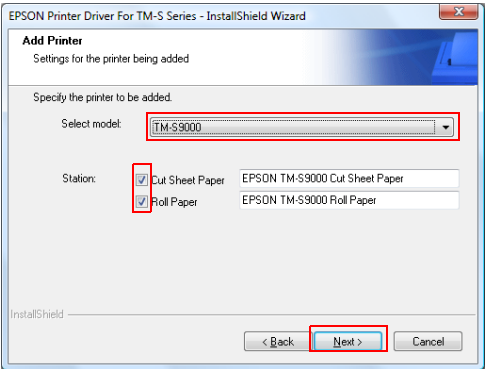 EPSON Printer Driver For TM-S Series - InstallShield Wizard
Add Printer
Settings for the printer being added
Specify the printer to be added.
Select model: TM-S9000
Station: Cut Sheet Paper EPSON TM-S9000 Cut Sheet Paper
Roll Paper EPSON TM-S9000 Roll Paper
InstallShield
< Back Next > Cancel